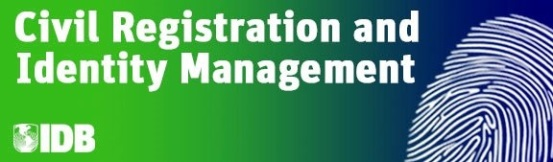 Civil Registration and
Identity Management
IDB